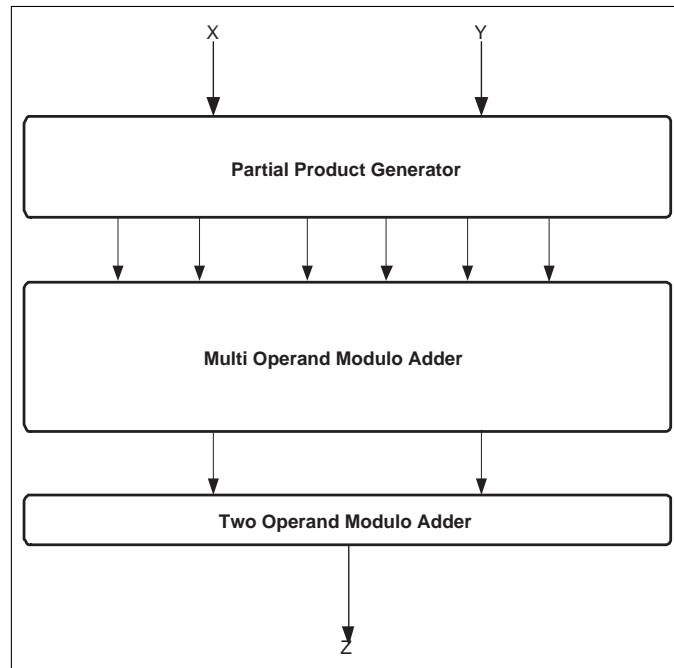 X Y
Partial Product Generator
Multi Operand Modulo Adder
Two Operand Modulo Adder
Z